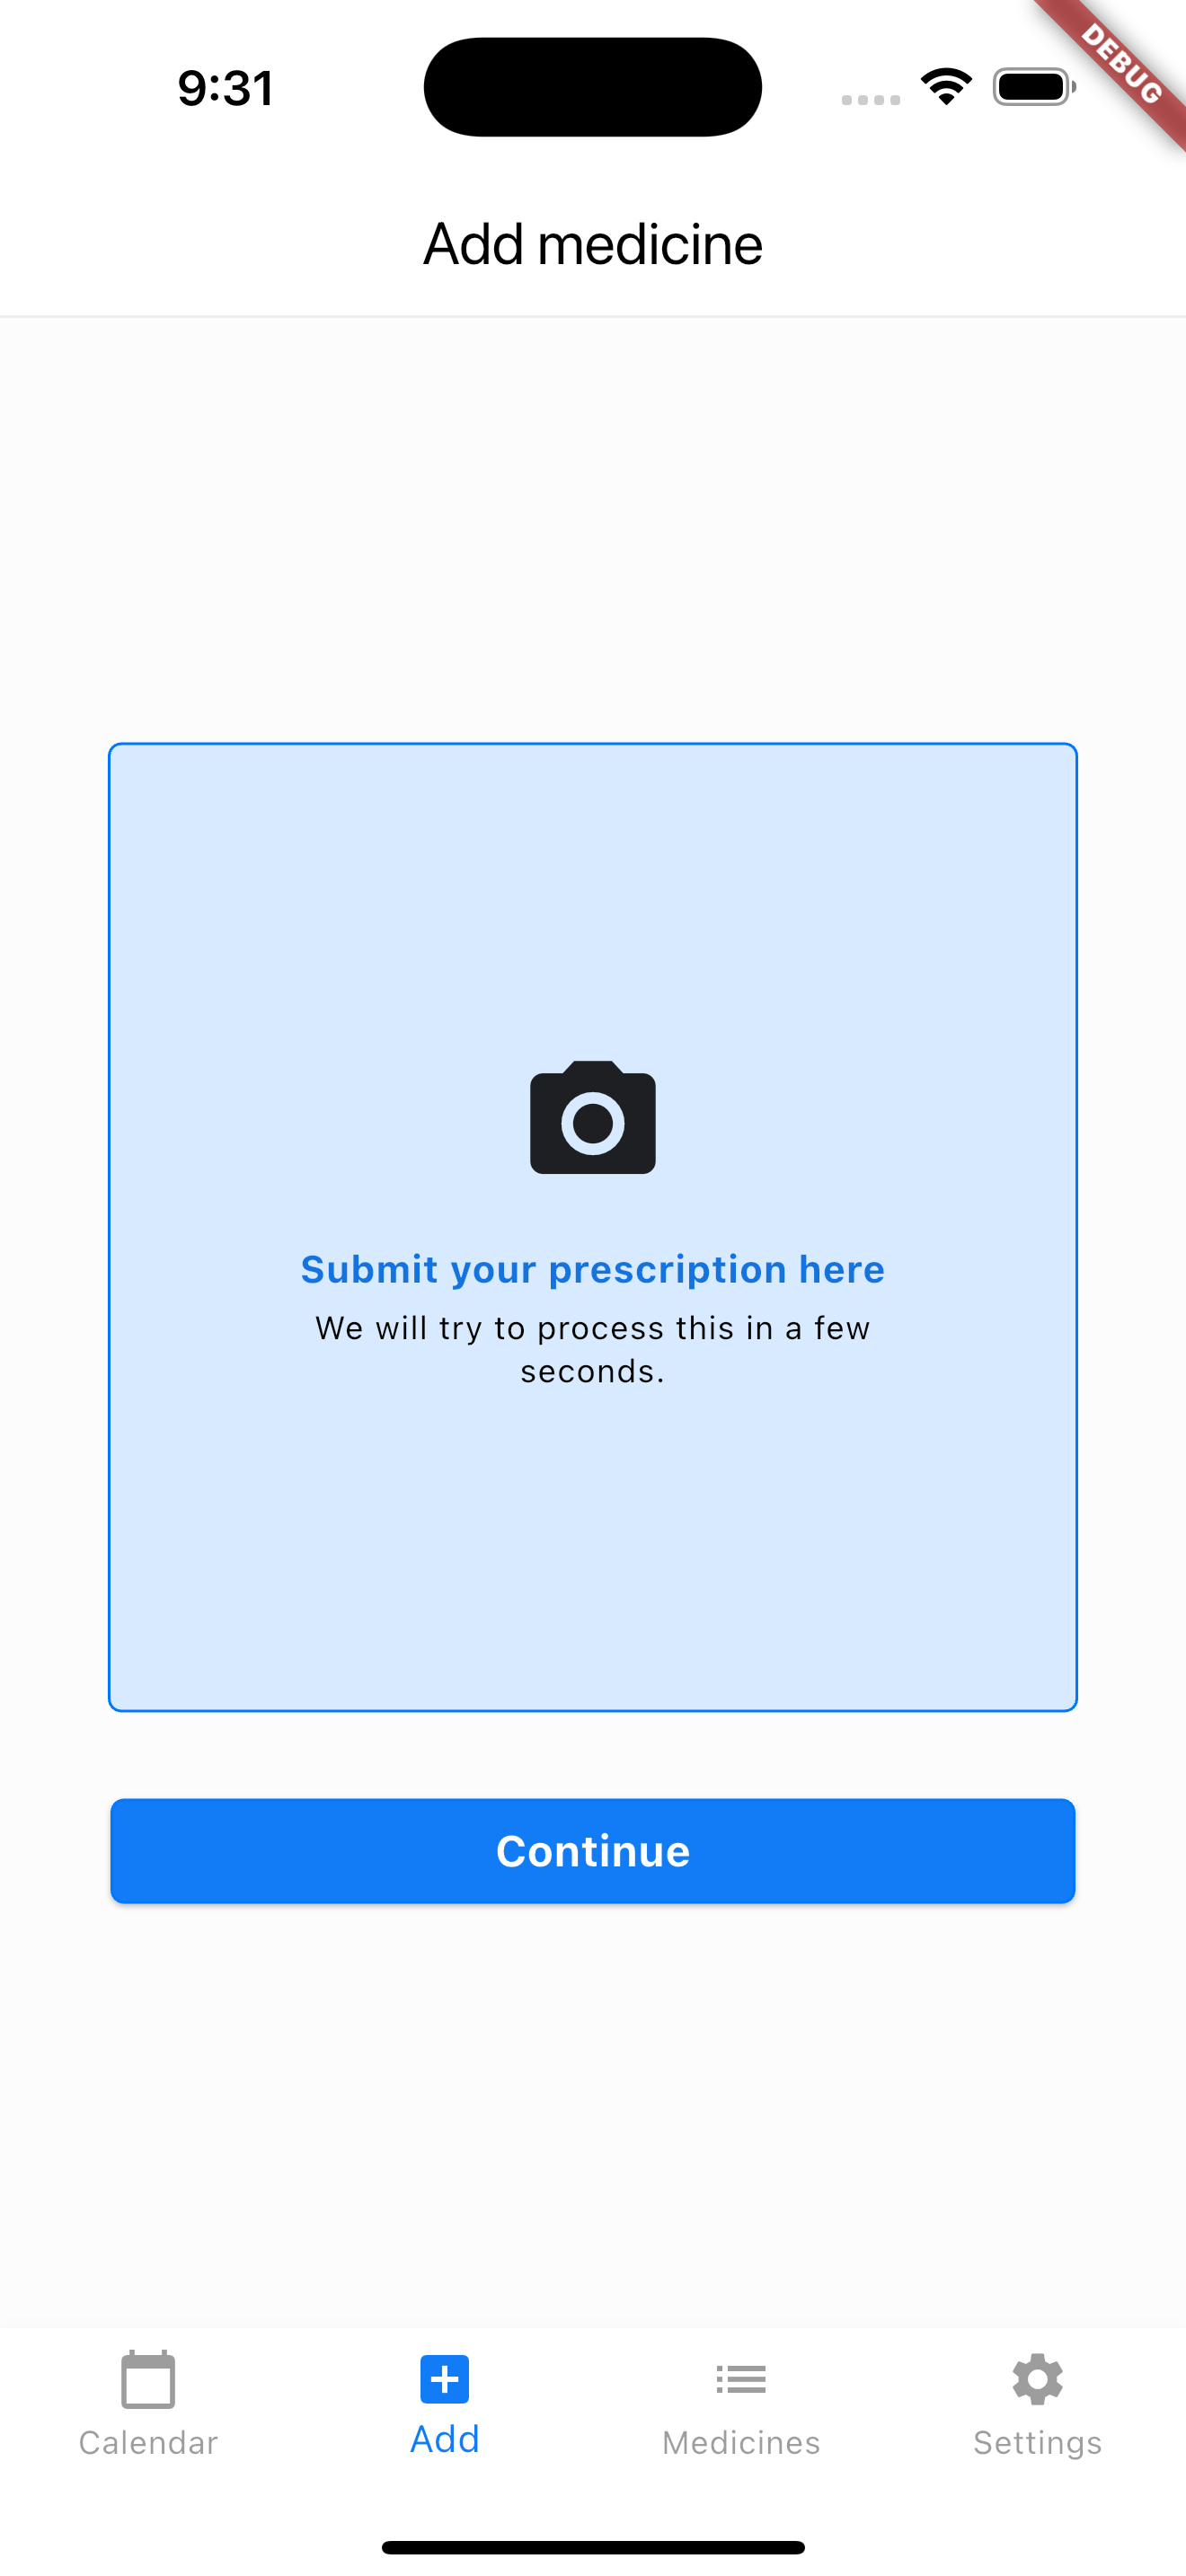 9:31
DEBUG
Add medicine
Submit your prescription here
We will try to process this in a few
seconds.
Continue
Calendar
Add
Medicines
Settings